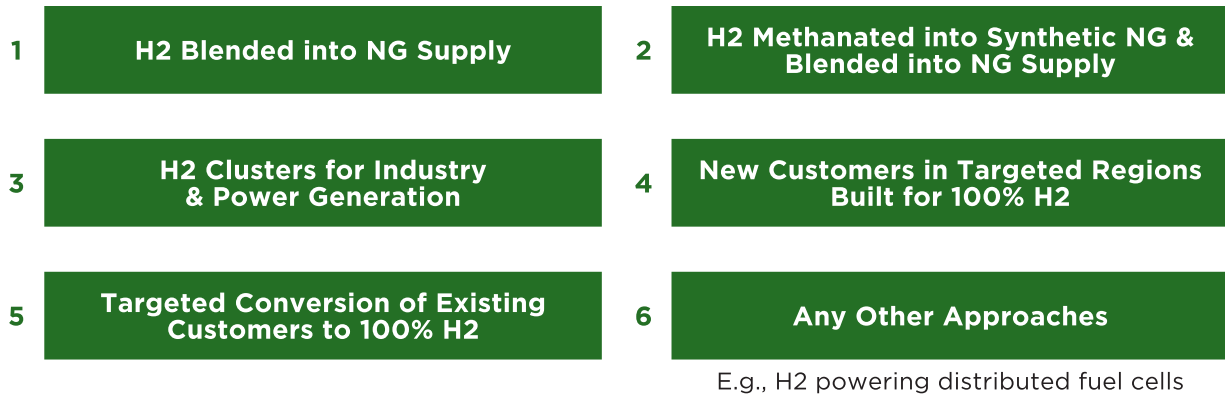 1
H2 Blended into NG Supply
2
H2 Methanated into Synthetic NG &
Blended into NG Supply
3
H2 Clusters for Industry
& Power Generation
4
New Customers in Targeted Regions
Built for 100% H2
5
Targeted Conversion of Existing
Customers to 100% H2
6
Any Other Approaches
E.g., H2 powering distributed fuel cells